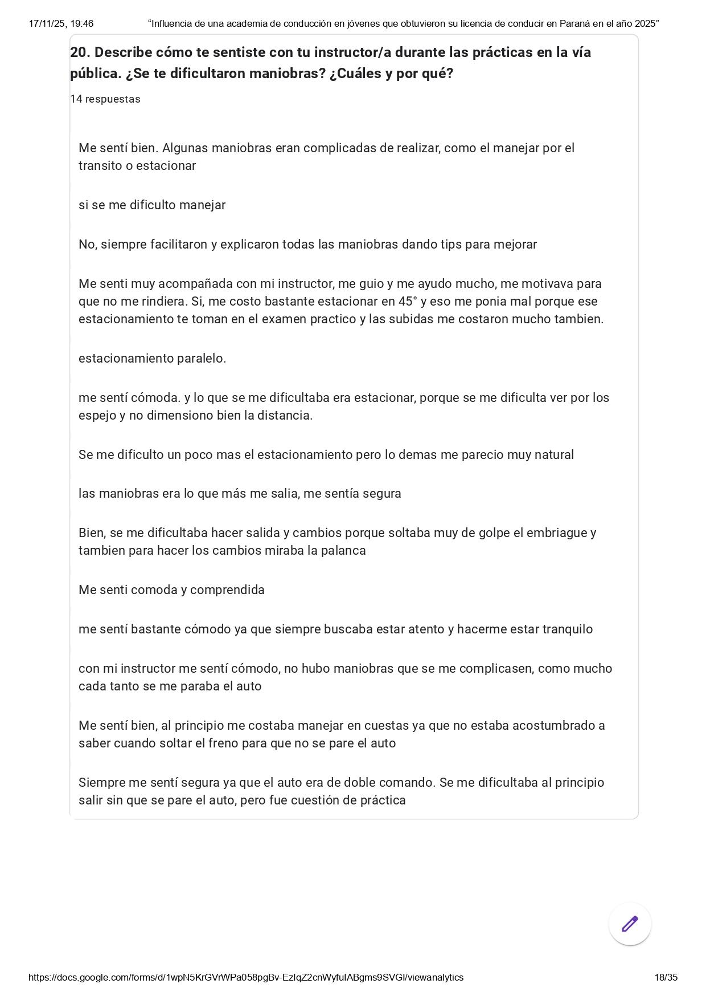 17/11/25, 19:46
“Influencia de una academia de conducción en jóvenes que obtuvieron su licencia de conducir en Paraná en el año 2025”
20. Describe cómo te sentiste con tu instructor/a durante las prácticas en la vía
pública. ¿Se te dificultaron maniobras? ¿Cuáles y por qué?
14 respuestas
Me sentí bien. Algunas maniobras eran complicadas de realizar, como el manejar por el
transito o estacionar
si se me dificulto manejar
No, siempre facilitaron y explicaron todas las maniobras dando tips para mejorar
Me senti muy acompañada con mi instructor, me guio y me ayudo mucho, me motivava para
que no me rindiera. Si, me costo bastante estacionar en 45° y eso me ponia mal porque ese
estacionamiento te toman en el examen practico y las subidas me costaron mucho tambien.
estacionamiento paralelo.
me sentí cómoda. y lo que se me dificultaba era estacionar, porque se me dificulta ver por los
espejo y no dimensiono bien la distancia.
Se me dificulto un poco mas el estacionamiento pero lo demas me parecio muy natural
las maniobras era lo que más me salia, me sentía segura
Bien, se me dificultaba hacer salida y cambios porque soltaba muy de golpe el embriague y
tambien para hacer los cambios miraba la palanca
Me senti comoda y comprendida
me sentí bastante cómodo ya que siempre buscaba estar atento y hacerme estar tranquilo
con mi instructor me sentí cómodo, no hubo maniobras que se me complicasen, como mucho
cada tanto se me paraba el auto
Me sentí bien, al principio me costaba manejar en cuestas ya que no estaba acostumbrado a
saber cuando soltar el freno para que no se pare el auto
Siempre me sentí segura ya que el auto era de doble comando. Se me dificultaba al principio
salir sin que se pare el auto, pero fue cuestión de práctica
https://docs.google.com/forms/d/1wpN5KrGVrWPa058pgBv-EzIqZ2cnWyfuIABgms9SVGI/viewanalytics
18/35